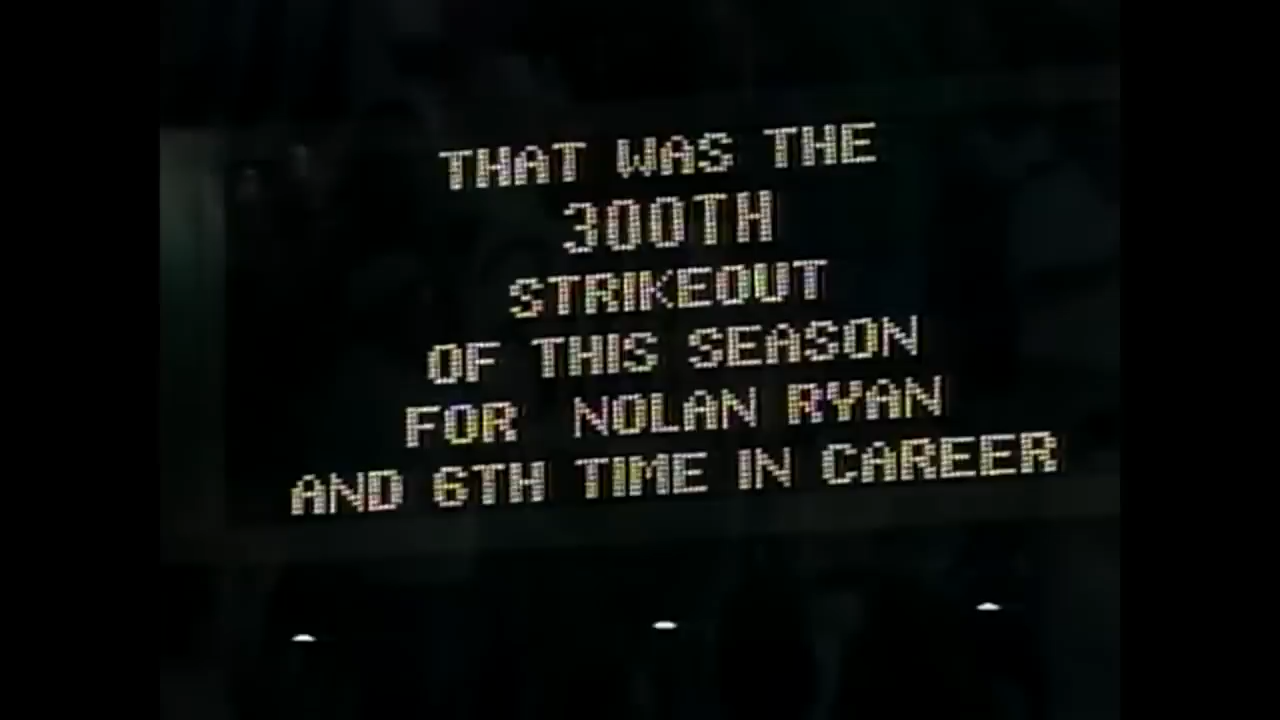 THAT WAS THE
300TH
STRIKEOUT
OF THIS SEASON
FOR NOLAN RYAN
AND 6TH TIME IN CAREER